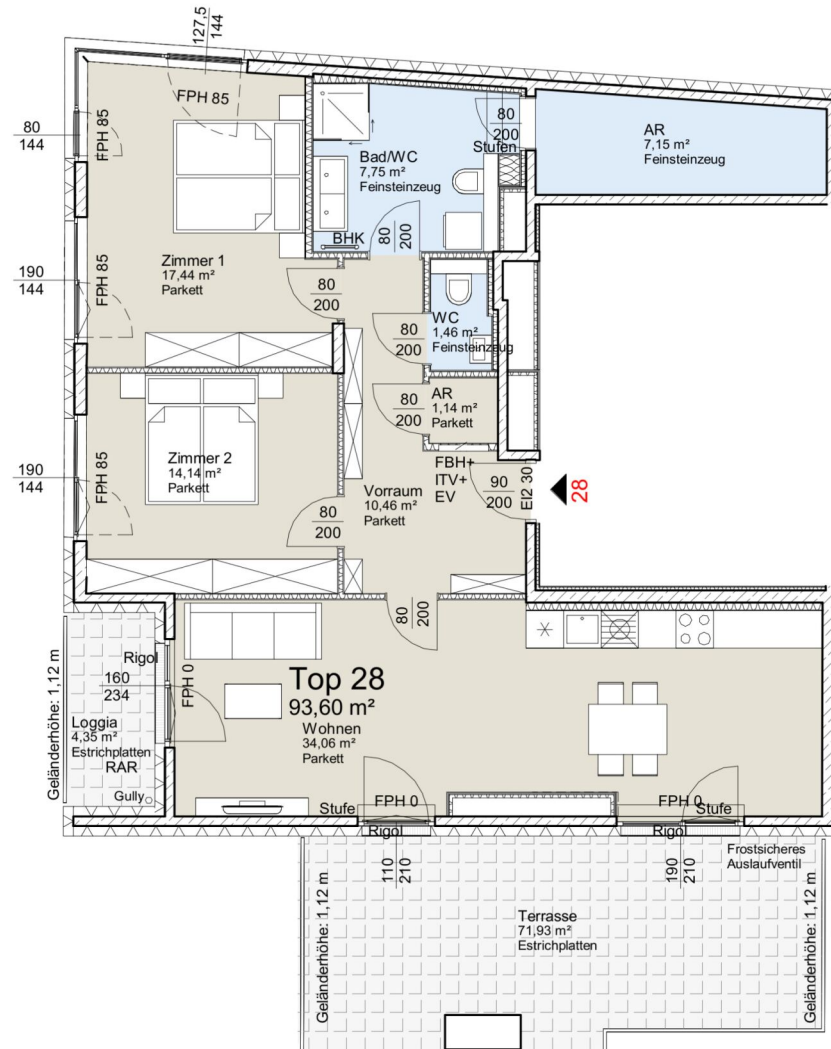 127,5
144
FPH 85
80
144
FPH 85
80
200
Stufen
AR
7,15 m²
Feinsteinzeug
Bad/WC
7,75 m²
Feinsteinzeug
BHK
80
200
Zimmer 1
17,44 m²
Parkett
190
144
FPH 85
80
200
WC
1,46 m²
Feinsteinzeug
80
200
AR
1,14 m²
Parkett
80
200
Zimmer 2
14,14 m²
Parkett
190
144
FPH 85
FBH+
ITV+
EV
90
200
EI2 30
28
Vorraum
10,46 m²
Parkett
80
200
80
200
Geländerhöhe: 1,12 m
Rigol
160
234
FPH 0
Loggia
4,35 m²
Estrichplatten
RAR
Gully
Top 28
93,60 m²
Wohnen
34,06 m²
Parkett
Stufe
FPH 0
Rigol
110
210
FPH 0
Stufe
Rigol
190
210
Frostsicheres
Auslaufventil
Geländerhöhe: 1,12 m
Terrasse
71,93 m²
Estrichplatten
Geländerhöhe: 1,12 m